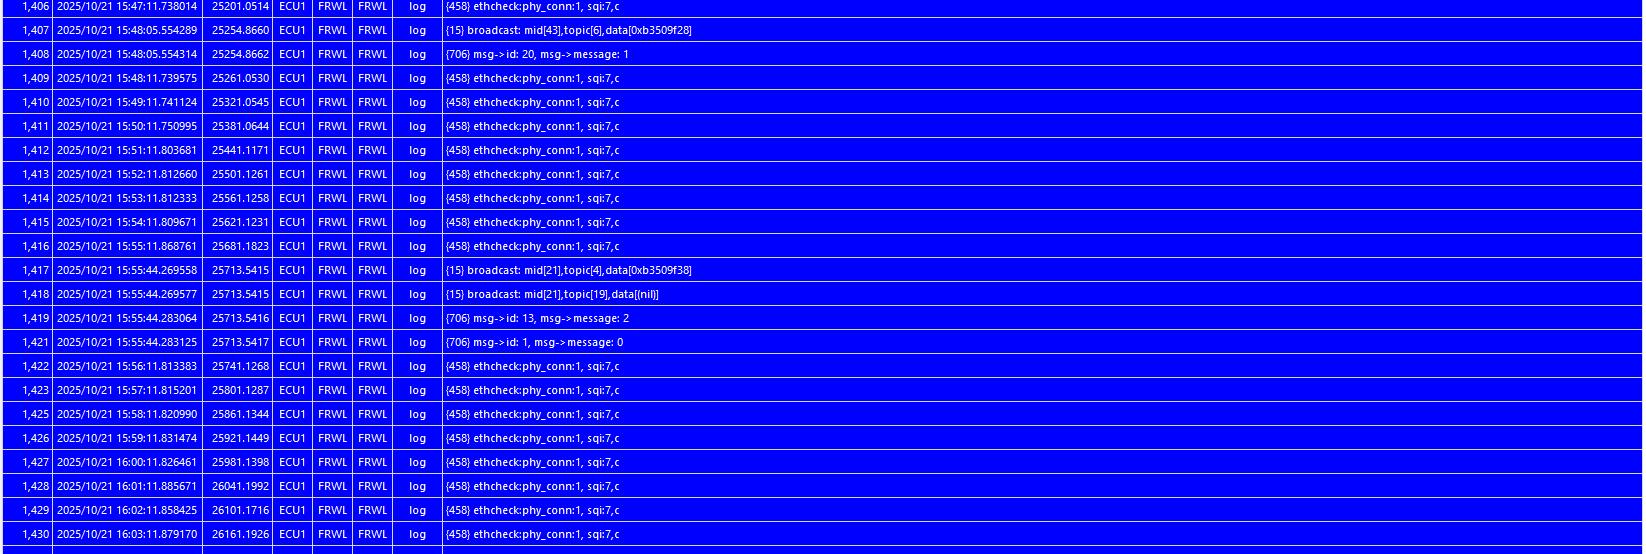 1,406 2025/10/21 15:47:11.738014 25201.0514 ECU1 FRWL FRWL log {458} ethcheck:phy_conn:1, sqi:7,c
1,407 2025/10/21 15:48:05.554289 25254.8660 ECU1 FRWL FRWL log {15} broadcast: mid[43],topic[6],data[0xb3509f28]
1,408 2025/10/21 15:48:05.554314 25254.8662 ECU1 FRWL FRWL log {706} msg->id: 20, msg->message: 1
1,409 2025/10/21 15:48:11.739575 25261.0530 ECU1 FRWL FRWL log {458} ethcheck:phy_conn:1, sqi:7,c
1,410 2025/10/21 15:49:11.741124 25321.0545 ECU1 FRWL FRWL log {458} ethcheck:phy_conn:1, sqi:7,c
1,411 2025/10/21 15:50:11.750995 25381.0644 ECU1 FRWL FRWL log {458} ethcheck:phy_conn:1, sqi:7,c
1,412 2025/10/21 15:51:11.803681 25441.1171 ECU1 FRWL FRWL log {458} ethcheck:phy_conn:1, sqi:7,c
1,413 2025/10/21 15:52:11.812660 25501.1261 ECU1 FRWL FRWL log {458} ethcheck:phy_conn:1, sqi:7,c
1,414 2025/10/21 15:53:11.812333 25561.1258 ECU1 FRWL FRWL log {458} ethcheck:phy_conn:1, sqi:7,c
1,415 2025/10/21 15:54:11.809671 25621.1231 ECU1 FRWL FRWL log {458} ethcheck:phy_conn:1, sqi:7,c
1,416 2025/10/21 15:55:11.868761 25681.1823 ECU1 FRWL FRWL log {458} ethcheck:phy_conn:1, sqi:7,c
1,417 2025/10/21 15:55:44.269558 25713.5415 ECU1 FRWL FRWL log {15} broadcast: mid[21],topic[4],data[0xb3509f38]
1,418 2025/10/21 15:55:44.269577 25713.5415 ECU1 FRWL FRWL log {15} broadcast: mid[21],topic[19],data[(nil)]
1,419 2025/10/21 15:55:44.283064 25713.5416 ECU1 FRWL FRWL log {706} msg->id: 13, msg->message: 2
1,421 2025/10/21 15:55:44.283125 25713.5417 ECU1 FRWL FRWL log {706} msg->id: 1, msg->message: 0
1,422 2025/10/21 15:56:11.813383 25741.1268 ECU1 FRWL FRWL log {458} ethcheck:phy_conn:1, sqi:7,c
1,423 2025/10/21 15:57:11.815201 25801.1287 ECU1 FRWL FRWL log {458} ethcheck:phy_conn:1, sqi:7,c
1,425 2025/10/21 15:58:11.820990 25861.1344 ECU1 FRWL FRWL log {458} ethcheck:phy_conn:1, sqi:7,c
1,426 2025/10/21 15:59:11.831474 25921.1449 ECU1 FRWL FRWL log {458} ethcheck:phy_conn:1, sqi:7,c
1,427 2025/10/21 16:00:11.826461 25981.1398 ECU1 FRWL FRWL log {458} ethcheck:phy_conn:1, sqi:7,c
1,428 2025/10/21 16:01:11.885671 26041.1992 ECU1 FRWL FRWL log {458} ethcheck:phy_conn:1, sqi:7,c
1,429 2025/10/21 16:02:11.858425 26101.1716 ECU1 FRWL FRWL log {458} ethcheck:phy_conn:1, sqi:7,c
1,430 2025/10/21 16:03:11.879170 26161.1926 ECU1 FRWL FRWL log {458} ethcheck:phy_conn:1, sqi:7,c